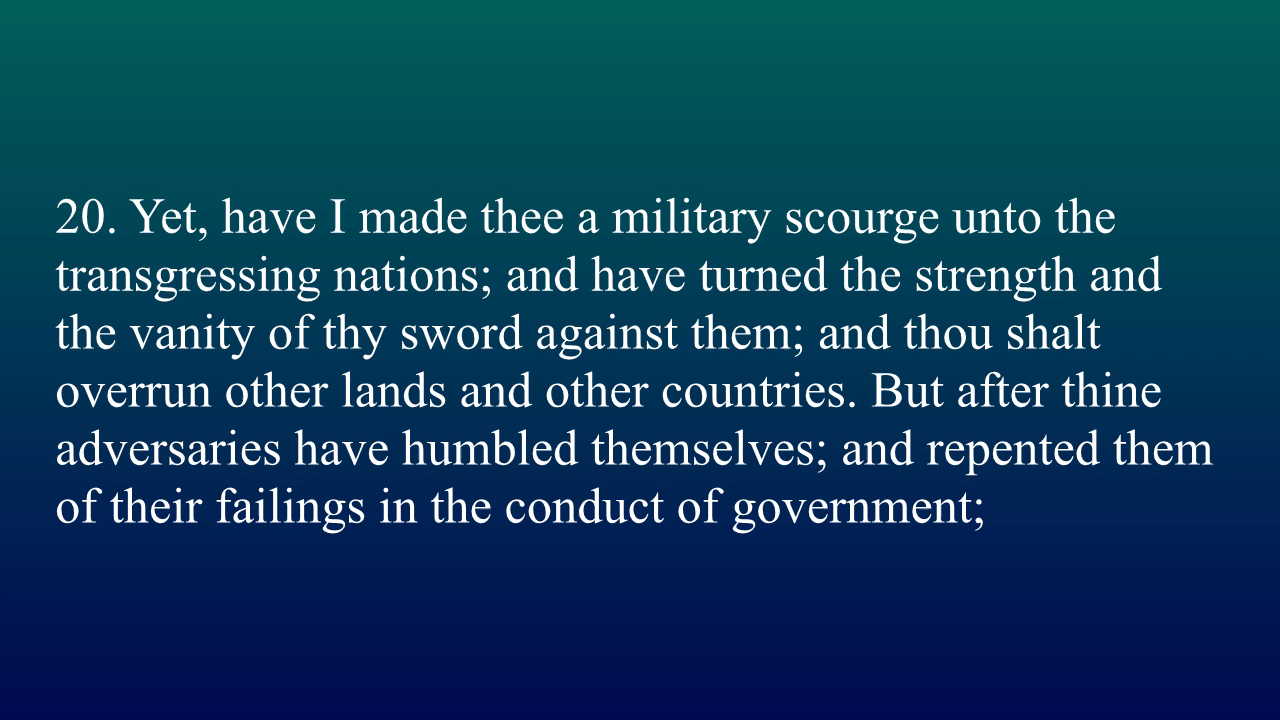 20. Yet, have I made thee a military scourge unto the
transgressing nations; and have turned the strength and
the vanity of thy sword against them; and thou shalt
overrun other lands and other countries. But after thine
adversaries have humbled themselves; and repented them
of their failings in the conduct of government;